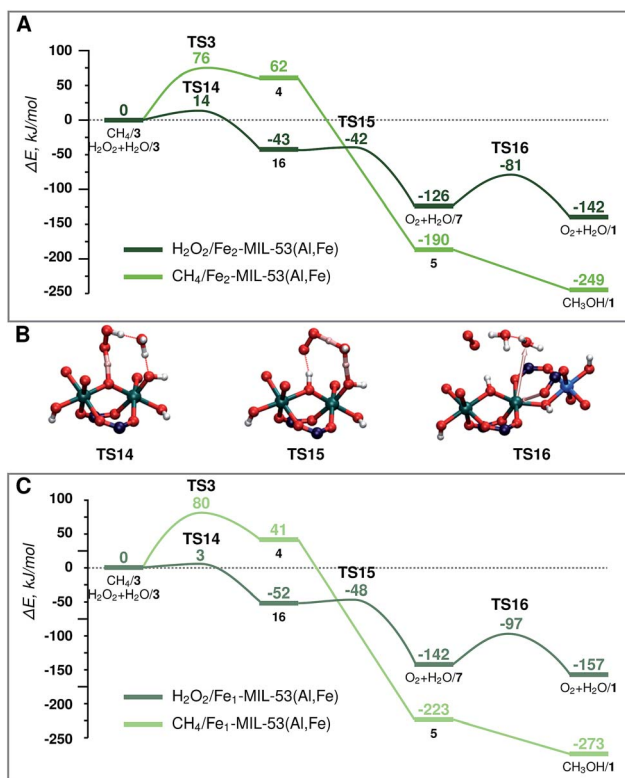 A
TS3
100
76
62
50
TS14
4
14
0
0
TS15
CH₄/3
H₂O₂+H₂O/3
-43
-42
16
TS16
-50
-81
ΔE, kJ/mol
-100
-126
-142
O₂+H₂O/7
O₂+H₂O/1
-150
-190
-200
H₂O₂/Fe₂-MIL-53(Al,Fe)
5
CH₄/Fe₂-MIL-53(Al,Fe)
-249
-250
CH₃OH/1
B
TS14
TS15
TS16
C
TS3
100
80
TS14
41
50
4
0
3
0
TS15
CH₄/3
H₂O₂+H₂O/3
-52
-48
16
TS16
-50
-97
ΔE, kJ/mol
-100
-142
-157
O₂+H₂O/7
O₂+H₂O/1
-150
-200
H₂O₂/Fe₁-MIL-53(Al,Fe)
-223
CH₄/Fe₁-MIL-53(Al,Fe)
5
-250
-273
CH₃OH/1